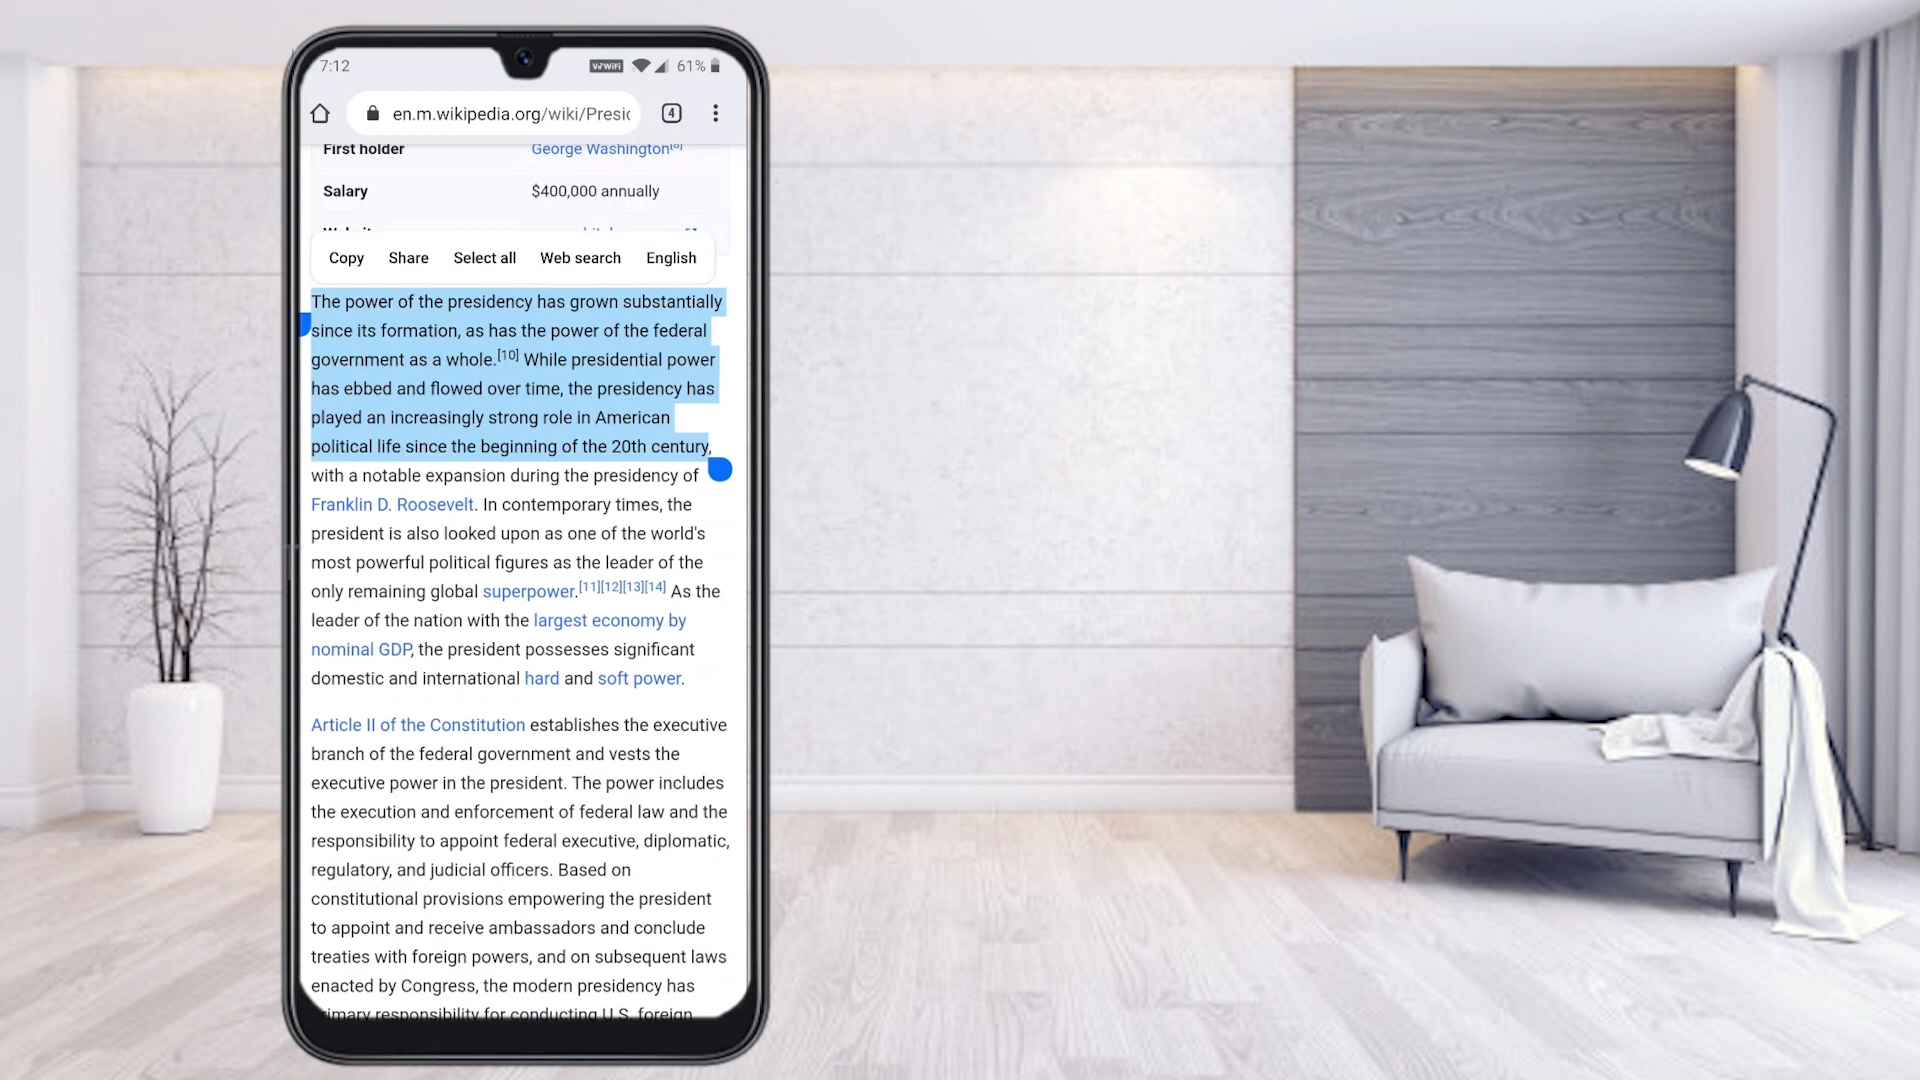 7:12
VoWiFi
61%
en.m.wikipedia.org/wiki/Presic
4
First holder George Washington[8]
Salary $400,000 annually
Copy Share Select all Web search English
The power of the presidency has grown substantially
since its formation, as has the power of the federal
government as a whole.[10] While presidential power
has ebbed and flowed over time, the presidency has
played an increasingly strong role in American
political life since the beginning of the 20th century,
with a notable expansion during the presidency of
Franklin D. Roosevelt. In contemporary times, the
president is also looked upon as one of the world's
most powerful political figures as the leader of the
only remaining global superpower.[11][12][13][14] As the
leader of the nation with the largest economy by
nominal GDP, the president possesses significant
domestic and international hard and soft power.
Article II of the Constitution establishes the executive
branch of the federal government and vests the
executive power in the president. The power includes
the execution and enforcement of federal law and the
responsibility to appoint federal executive, diplomatic,
regulatory, and judicial officers. Based on
constitutional provisions empowering the president
to appoint and receive ambassadors and conclude
treaties with foreign powers, and on subsequent laws
enacted by Congress, the modern presidency has
primary responsibility for conducting U.S. foreign